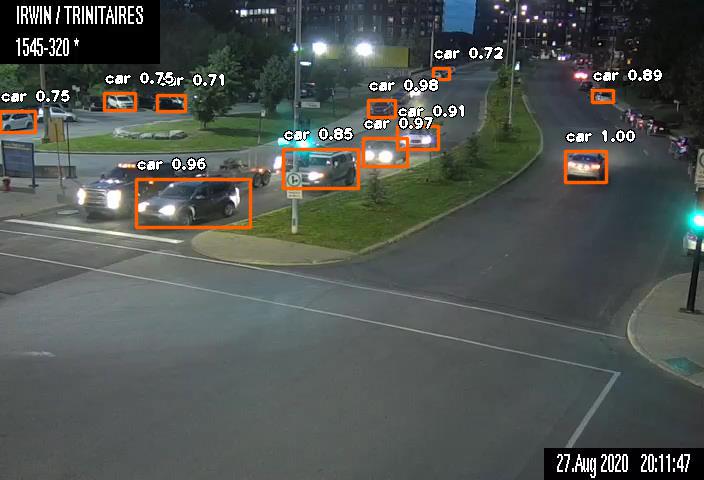 IRWIN / TRINITAIRES
1545-320 *
car 0.72
car 0.75
car 0.71
car 0.98
car 0.89
car 0.75
car 0.91
car 0.97
car 0.85
car 1.00
car 0.96
27.Aug 2020 20:11:47